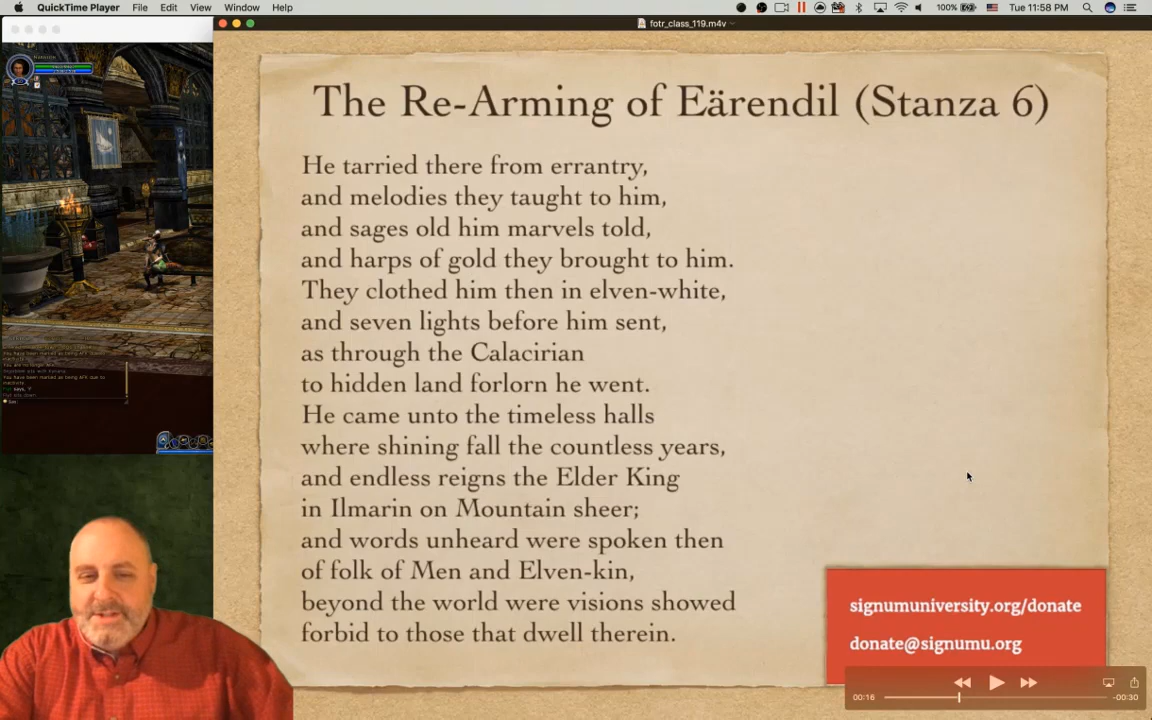 QuickTime Player File Edit View Window Help
100% Tue 11:58 PM
fotr_class_119.m4v
The Re-Arming of Eärendil (Stanza 6)
He tarried there from errantry,
and melodies they taught to him,
and sages old him marvels told,
and harps of gold they brought to him.
They clothed him then in elven-white,
and seven lights before him sent,
as through the Calacirian
to hidden land forlorn he went.
He came unto the timeless halls
where shining fall the countless years,
and endless reigns the Elder King
in Ilmarin on Mountain sheer;
and words unheard were spoken then
of folk of Men and Elven-kin,
beyond the world were visions showed
forbid to those that dwell therein.
signumuniversity.org/donate
donate@signumu.org
00:16
-00:30